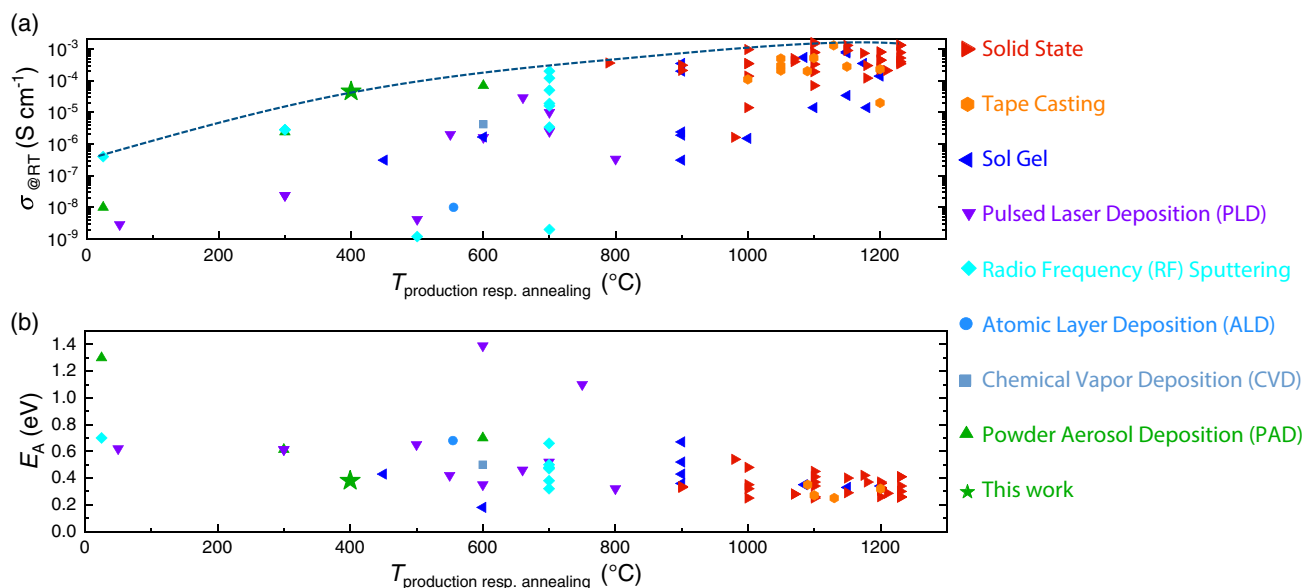 (a)
σ@RT (S cm⁻¹)
10⁻³
10⁻⁴
10⁻⁵
10⁻⁶
10⁻⁷
10⁻⁸
10⁻⁹
0 200 400 600 800 1000 1200
Tproduction resp. annealing (°C)
(b)
EA (eV)
1.4
1.2
1.0
0.8
0.6
0.4
0.2
0.0
0 200 400 600 800 1000 1200
Tproduction resp. annealing (°C)
Solid State
Tape Casting
Sol Gel
Pulsed Laser Deposition (PLD)
Radio Frequency (RF) Sputtering
Atomic Layer Deposition (ALD)
Chemical Vapor Deposition (CVD)
Powder Aerosol Deposition (PAD)
This work